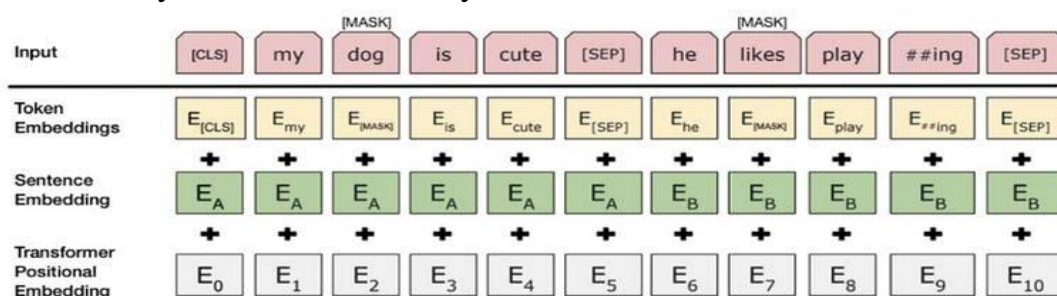 [MASK] [MASK]
Input [CLS] my dog is cute [SEP] he likes play ##ing [SEP]
Token Embeddings E[CLS] Emy E[MASK] Eis Ecute E[SEP] Ehe E[MASK] Eplay E##ing E[SEP]
+ + + + + + + + + + +
Sentence Embedding EA EA EA EA EA EA EB EB EB EB EB
+ + + + + + + + + + +
Transformer Positional Embedding E0 E1 E2 E3 E4 E5 E6 E7 E8 E9 E10